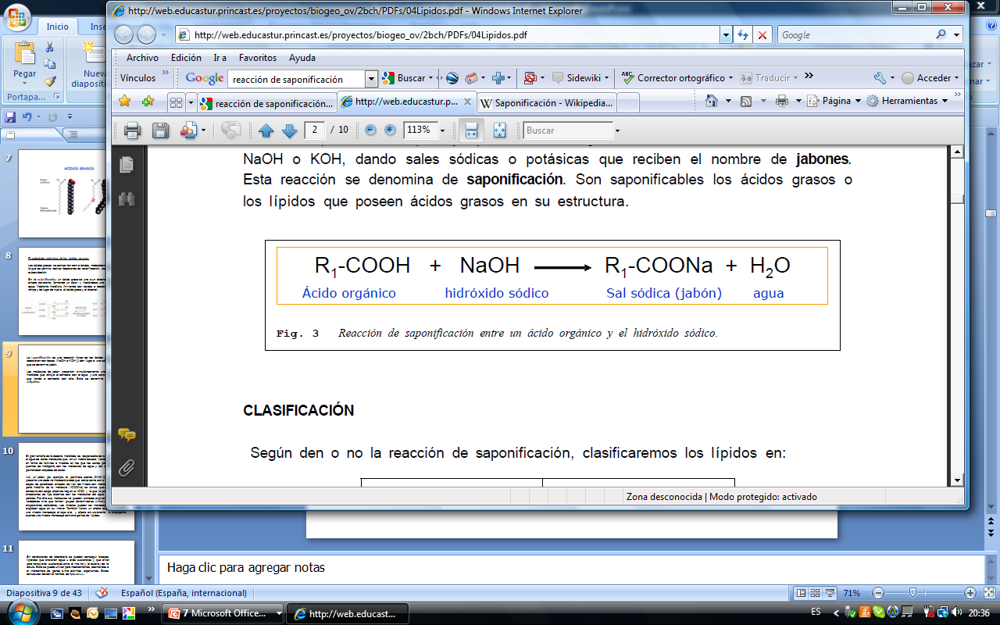 http://web.educastur.princast.es/proyectos/biogeo_ov/2bch/PDFs/04Lipidos.pdf - Windows Internet Explorer
Inicio
Inse
http://web.educastur.princast.es/proyectos/biogeo_ov/2bch/PDFs/04Lipidos.pdf
Google
Archivo Edición Ir a Favoritos Ayuda
Pegar
Nueva
diapositi
Portapa...
Vínculos » Google reacción de saponificación Buscar Sidewiki ABC Corrector ortográfico aā Traducir » Acceder
reacción de saponificación... http://web.educastur.p... W Saponificación - Wikipedia... Página Herramientas »
2 / 10 113% Buscar
NaOH o KOH, dando sales sódicas o potásicas que reciben el nombre de jabones.
Esta reacción se denomina de saponificación. Son saponificables los ácidos grasos o
los lípidos que poseen ácidos grasos en su estructura.
R1-COOH + NaOH → R1-COONa + H2O
Ácido orgánico hidróxido sódico Sal sódica (jabón) agua
Fig. 3 Reacción de saponificación entre un ácido orgánico y el hidróxido sódico.
CLASIFICACIÓN
Según den o no la reacción de saponificación, clasificaremos los lípidos en:
Zona desconocida | Modo protegido: activado
7
ACIDOS GRASOS
8
9
10
11
Haga clic para agregar notas
Diapositiva 9 de 43 Español (España, internacional) 71%
» 7 Microsoft Office... http://web.educast... ES 20:36